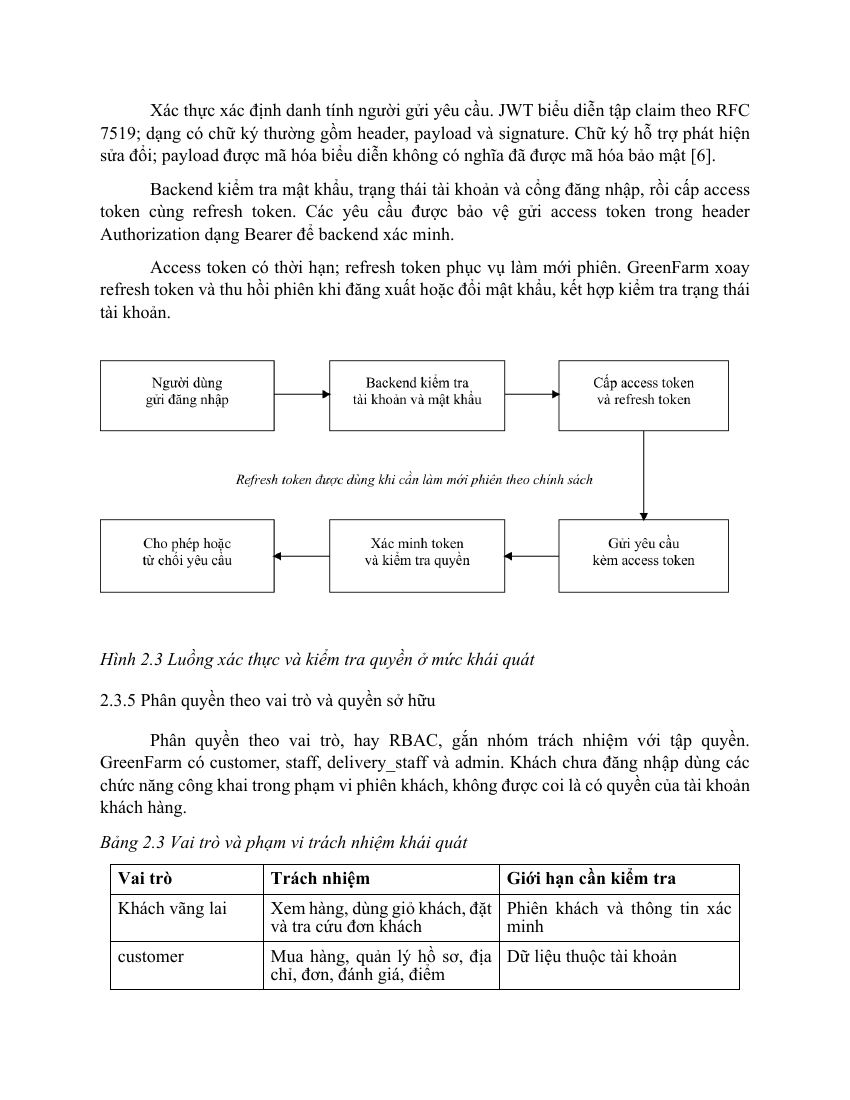 Xác thực xác định danh tính người gửi yêu cầu. JWT biểu diễn tập claim theo RFC
7519; dạng có chữ ký thường gồm header, payload và signature. Chữ ký hỗ trợ phát hiện
sửa đổi; payload được mã hóa biểu diễn không có nghĩa đã được mã hóa bảo mật [6].
Backend kiểm tra mật khẩu, trạng thái tài khoản và cổng đăng nhập, rồi cấp access
token cùng refresh token. Các yêu cầu được bảo vệ gửi access token trong header
Authorization dạng Bearer để backend xác minh.
Access token có thời hạn; refresh token phục vụ làm mới phiên. GreenFarm xoay
refresh token và thu hồi phiên khi đăng xuất hoặc đổi mật khẩu, kết hợp kiểm tra trạng thái
tài khoản.
Người dùng
gửi đăng nhập
Backend kiểm tra
tài khoản và mật khẩu
Cấp access token
và refresh token
Refresh token được dùng khi cần làm mới phiên theo chính sách
Cho phép hoặc
từ chối yêu cầu
Xác minh token
và kiểm tra quyền
Gửi yêu cầu
kèm access token
Hình 2.3 Luồng xác thực và kiểm tra quyền ở mức khái quát
2.3.5 Phân quyền theo vai trò và quyền sở hữu
Phân quyền theo vai trò, hay RBAC, gắn nhóm trách nhiệm với tập quyền.
GreenFarm có customer, staff, delivery_staff và admin. Khách chưa đăng nhập dùng các
chức năng công khai trong phạm vi phiên khách, không được coi là có quyền của tài khoản
khách hàng.
Bảng 2.3 Vai trò và phạm vi trách nhiệm khái quát
Vai trò
Trách nhiệm
Giới hạn cần kiểm tra
Khách vãng lai
Xem hàng, dùng giỏ khách, đặt
và tra cứu đơn khách
Phiên khách và thông tin xác
minh
customer
Mua hàng, quản lý hồ sơ, địa
chỉ, đơn, đánh giá, điểm
Dữ liệu thuộc tài khoản